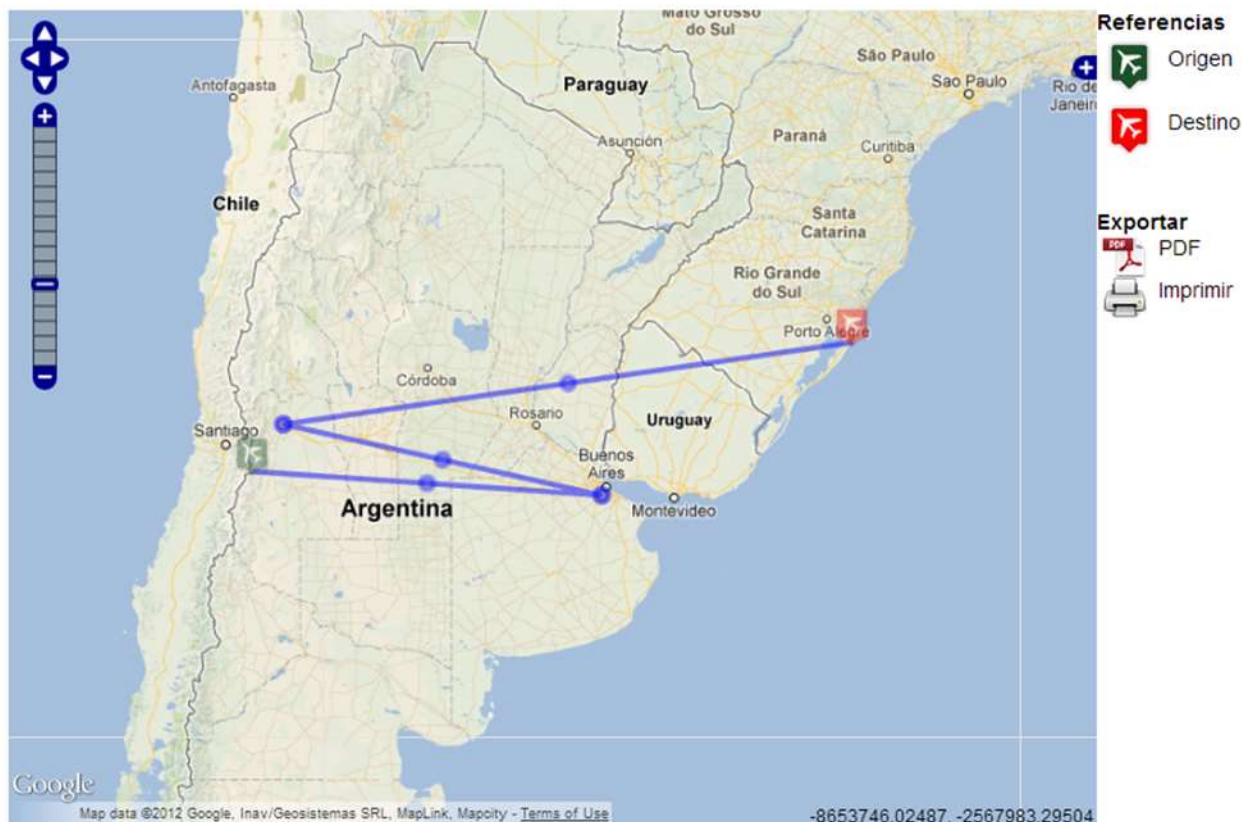 Mato Grosso
do Sul
São Paulo
Sao Paulo
Rio de
Janeiro
Antofagasta
Paraguay
Paraná
Asunción
Curitiba
Chile
Santa
Catarina
Rio Grande
do Sul
Porto Alegre
Córdoba
Rosario
Uruguay
Santiago
Buenos
Aires
Argentina
Montevideo
Google
Map data ©2012 Google, Inav/Geosistemas SRL, MapLink, Mapcity - Terms of Use
-8653746.02487, -2567983.29504
Referencias
Origen
Destino
Exportar
PDF
PDF
Imprimir